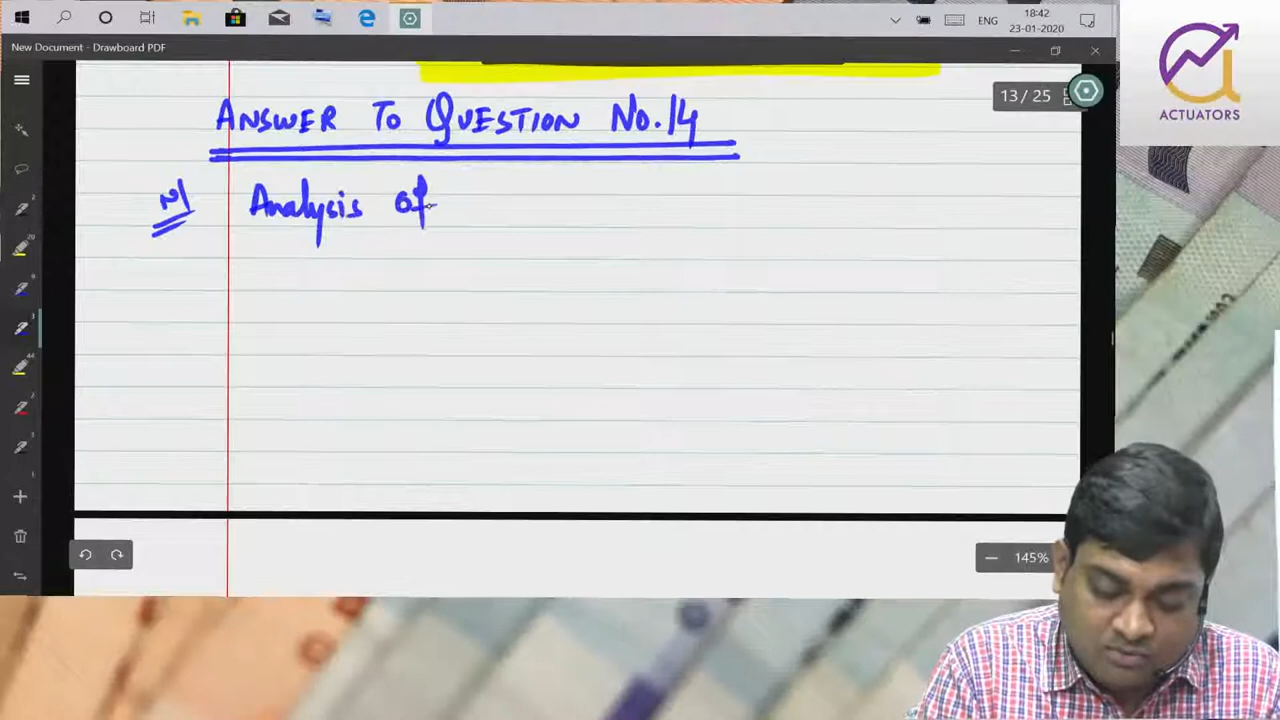 ENG
18:42
23-01-2020
New Document - Drawboard PDF
13 / 25
ACTUATORS
ANSWER TO QUESTION NO. 14
N/ Analysis of
145%